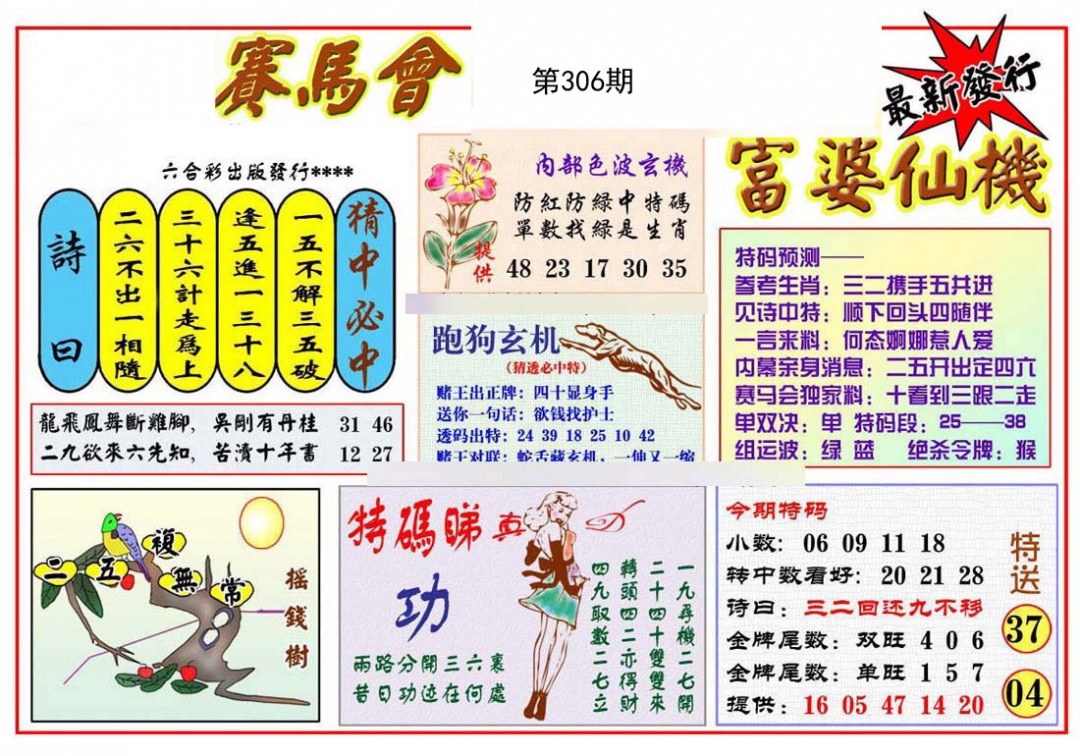 賽馬會
第306期
最新發行
六合彩出版發行****
猜中必中
一五不解三五破
逢五進一三十八
三十六計走爲上
二六不出一相隨
詩曰
龍飛鳳舞斷雞腳，吳剛有丹桂 31 46
二九欲來六先知，苦瀆十年書 12 27
內部色波玄機
防紅防綠中特碼
單數找綠是生肖
提供
48 23 17 30 35
跑狗玄机
（猜透必中特）
赌王出正牌：四十显身手
送你一句话：欲钱找护士
透码出特：24 39 18 25 10 42
赌王对联：蛇舌藏玄机，一伸又一缩
富婆仙機
特码预测——
参考生肖：三二携手五共进
见诗中特：顺下回头四随伴
一言来料：何态婀娜惹人爱
内幕亲身消息：二五开出定四六
赛马会独家料：十看到三跟二走
单双决：单 特码段：25——38
组运波：绿 蓝 绝杀令牌：猴
二五複無常
搖錢樹
特碼睇真D
功
兩路分開三六裏
昔日功迹在何處
一九尋機二七開
二十四十雙雙來
轉頭四二亦得財
四九取數二七立
今期特码
小数：06 09 11 18
转中数看好：20 21 28
诗曰：三二回还九不移
金牌尾数：双旺 4 0 6
金牌尾数：单旺 1 5 7
提供：16 05 47 14 20
特送
37
04